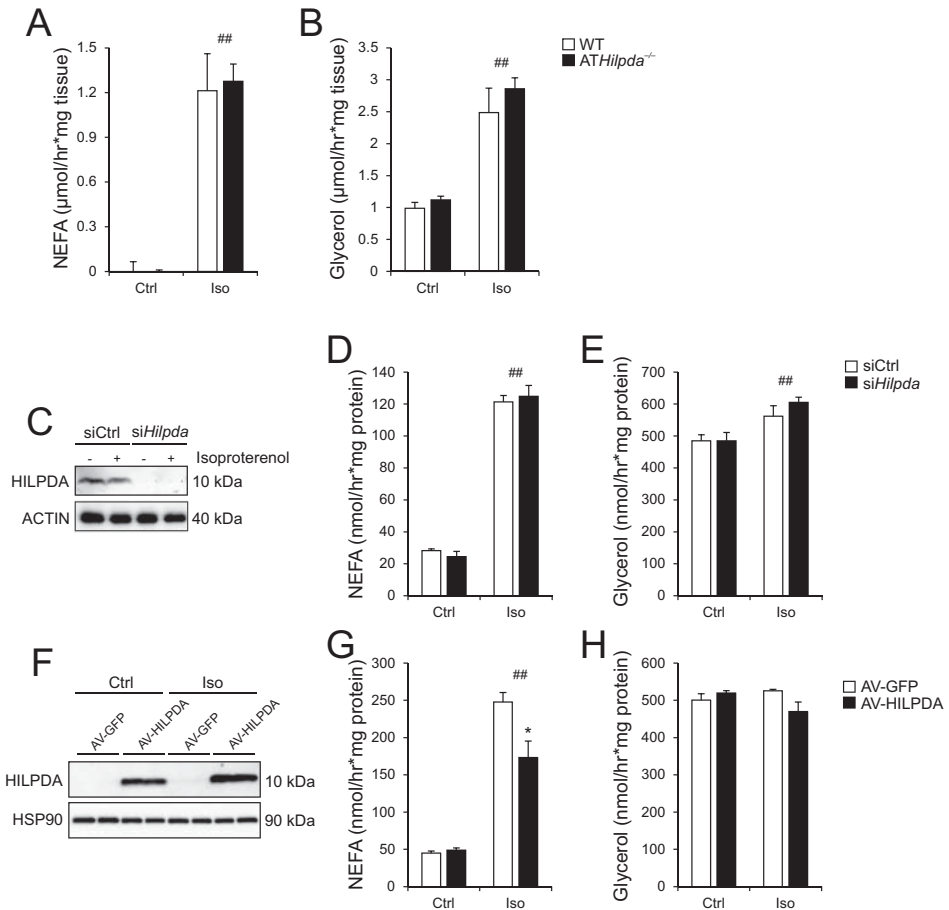 A
NEFA (µmol/hr*mg tissue)
1.5
1.2
0.9
0.6
0.3
0
##
Ctrl
Iso
B
Glycerol (µmol/hr*mg tissue)
3.5
3
2.5
2
1.5
1
0.5
0
##
Ctrl
Iso
WT
ATHilpda⁻/⁻
C
siCtrl siHilpda
- + - + Isoproterenol
HILPDA 10 kDa
ACTIN 40 kDa
D
NEFA (nmol/hr*mg protein)
140
120
100
80
60
40
20
0
##
Ctrl
Iso
E
Glycerol (nmol/hr*mg protein)
700
600
500
400
300
200
100
0
##
Ctrl
Iso
siCtrl
siHilpda
F
Ctrl Iso
AV-GFP AV-HILPDA AV-GFP AV-HILPDA
HILPDA 10 kDa
HSP90 90 kDa
G
NEFA (nmol/hr*mg protein)
300
250
200
150
100
50
0
##
*
Ctrl
Iso
H
Glycerol (nmol/hr*mg protein)
600
500
400
300
200
100
0
Ctrl
Iso
AV-GFP
AV-HILPDA